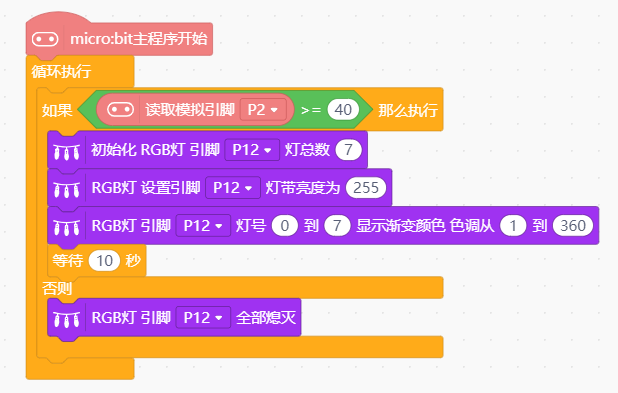 micro:bit主程序开始
循环执行
如果 读取模拟引脚 P2 >= 40 那么执行
初始化 RGB灯 引脚 P12 灯总数 7
RGB灯 设置引脚 P12 灯带亮度为 255
RGB灯 引脚 P12 灯号 0 到 7 显示渐变颜色 色调从 1 到 360
等待 10 秒
否则
RGB灯 引脚 P12 全部熄灭